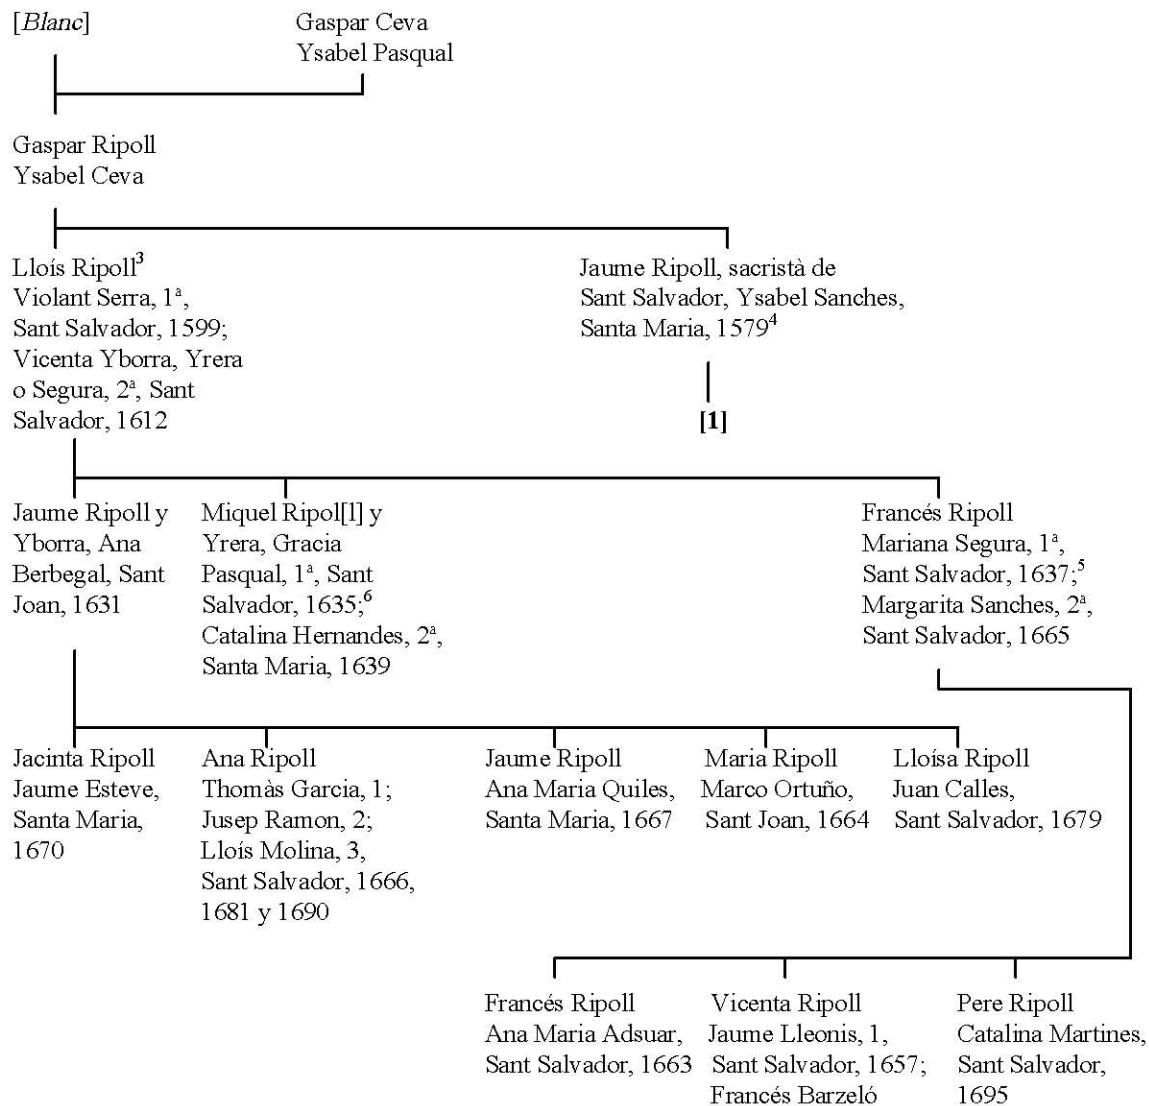 [Blanc]
Gaspar Ceva
Ysabel Pasqual
Gaspar Ripoll
Ysabel Ceva
Lloís Ripoll³
Violant Serra, 1ª,
Sant Salvador, 1599;
Vicenta Yborra, Yrera
o Segura, 2ª, Sant
Salvador, 1612
Jaume Ripoll, sacristà de
Sant Salvador, Ysabel Sanches,
Santa Maria, 1579⁴
[1]
Jaume Ripoll y
Yborra, Ana
Berbegal, Sant
Joan, 1631
Miquel Ripol[l] y
Yrera, Gracia
Pasqual, 1ª, Sant
Salvador, 1635;⁶
Catalina Hernandes, 2ª,
Santa Maria, 1639
Francés Ripoll
Mariana Segura, 1ª,
Sant Salvador, 1637;⁵
Margarita Sanches, 2ª,
Sant Salvador, 1665
Jacinta Ripoll
Jaume Esteve,
Santa Maria,
1670
Ana Ripoll
Thomàs Garcia, 1;
Jusep Ramon, 2;
Lloís Molina, 3,
Sant Salvador, 1666,
1681 y 1690
Jaume Ripoll
Ana Maria Quiles,
Santa Maria, 1667
Maria Ripoll
Marco Ortuño,
Sant Joan, 1664
Lloísa Ripoll
Juan Calles,
Sant Salvador, 1679
Francés Ripoll
Ana Maria Adsuar,
Sant Salvador, 1663
Vicenta Ripoll
Jaume Lleonis, 1,
Sant Salvador, 1657;
Francés Barzeló
Pere Ripoll
Catalina Martines,
Sant Salvador,
1695